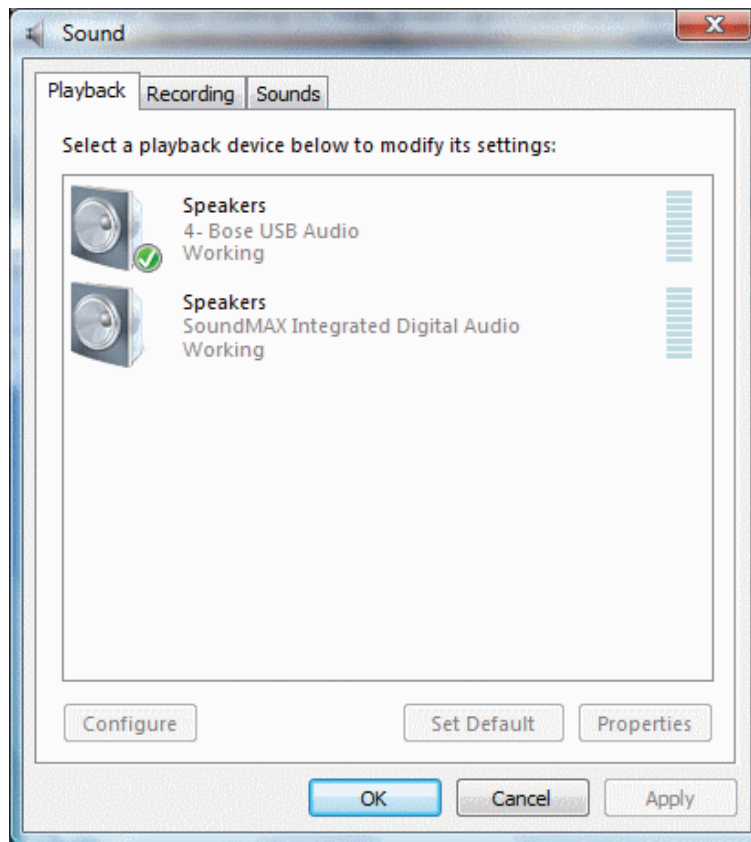 Sound
X
Playback Recording Sounds
Select a playback device below to modify its settings:
Speakers
4- Bose USB Audio
Working
Speakers
SoundMAX Integrated Digital Audio
Working
Configure Set Default Properties
OK Cancel Apply